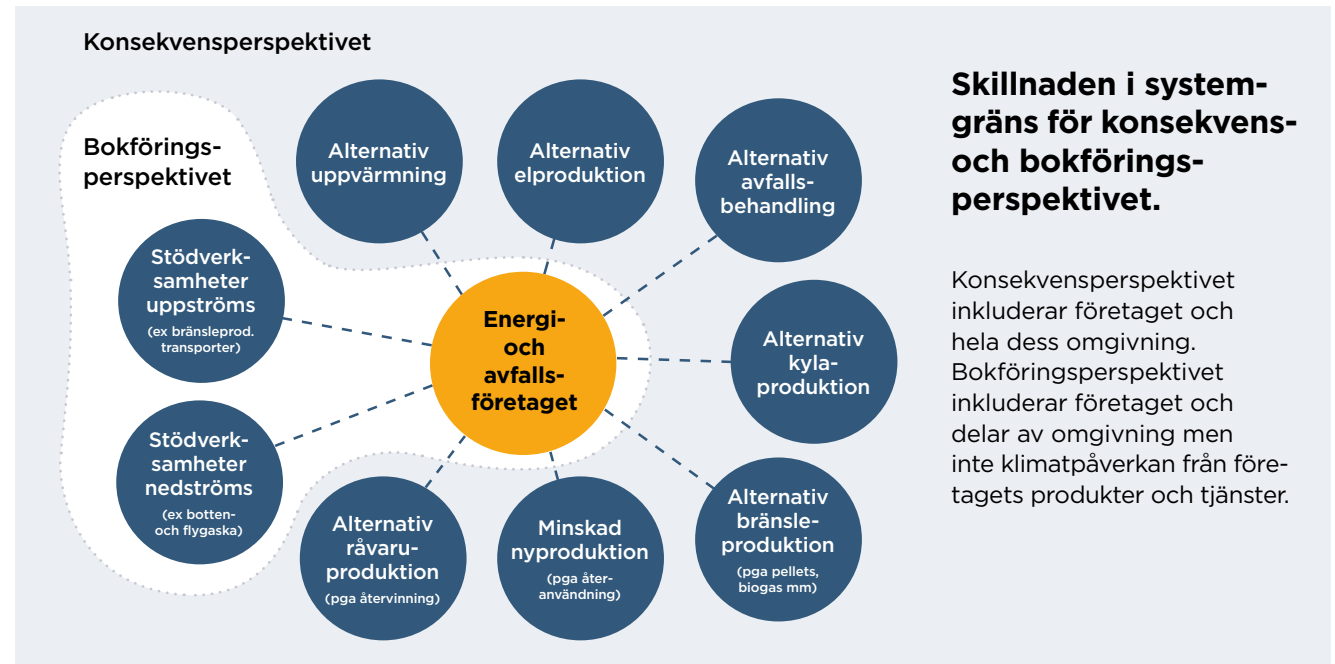 Konsekvensperspektivet
Bokförings-
perspektivet
Alternativ
uppvärmning
Alternativ
elproduktion
Alternativ
avfalls-
behandling
Stödverk-
samheter
uppströms
(ex bränsleprod.
transporter)
Energi-
och
avfalls-
företaget
Alternativ
kyla-
produktion
Stödverk-
samheter
nedströms
(ex botten-
och flygaska)
Alternativ
råvaru-
produktion
(pga återvinning)
Minskad
nyproduktion
(pga åter-
användning)
Alternativ
bränsle-
produktion
(pga pellets,
biogas mm)
Skillnaden i system-
gräns för konsekvens-
och bokförings-
perspektivet.
Konsekvensperspektivet
inkluderar företaget och
hela dess omgivning.
Bokföringsperspektivet
inkluderar företaget och
delar av omgivning men
inte klimatpåverkan från före-
tagets produkter och tjänster.